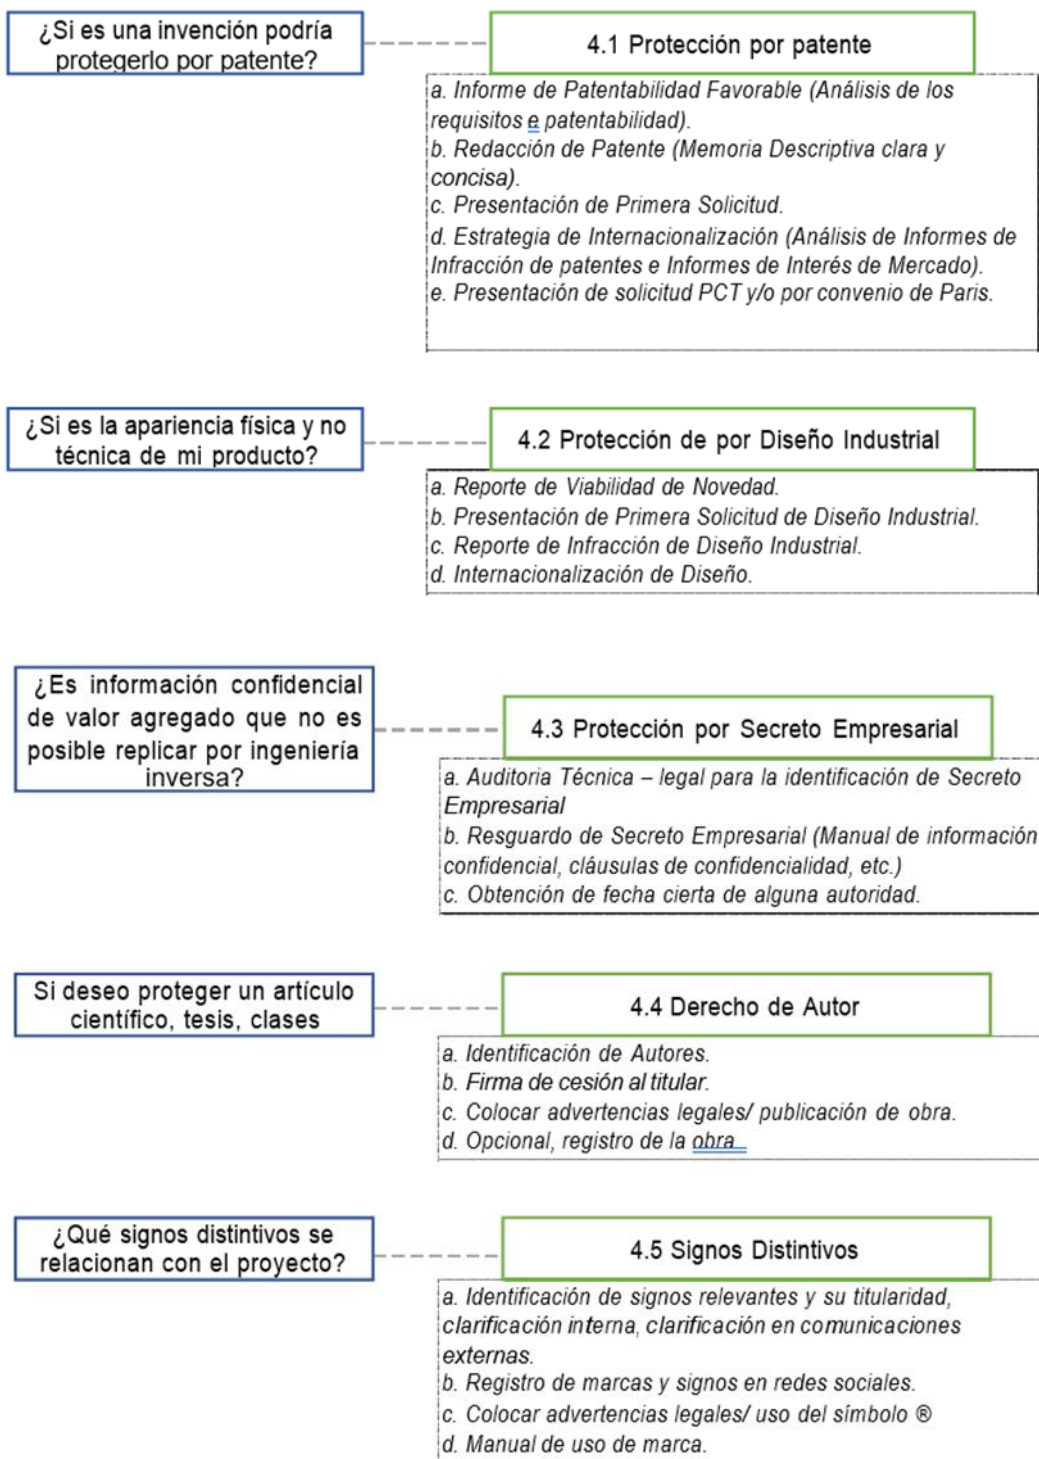 ¿Si es una invención podría
protegerlo por patente?
4.1 Protección por patente
a. Informe de Patentabilidad Favorable (Análisis de los
requisitos e patentabilidad).
b. Redacción de Patente (Memoria Descriptiva clara y
concisa).
c. Presentación de Primera Solicitud.
d. Estrategia de Internacionalización (Análisis de Informes de
Infracción de patentes e Informes de Interés de Mercado).
e. Presentación de solicitud PCT y/o por convenio de Paris.
¿Si es la apariencia física y no
técnica de mi producto?
4.2 Protección de por Diseño Industrial
a. Reporte de Viabilidad de Novedad.
b. Presentación de Primera Solicitud de Diseño Industrial.
c. Reporte de Infracción de Diseño Industrial.
d. Internacionalización de Diseño.
¿Es información confidencial
de valor agregado que no es
posible replicar por ingeniería
inversa?
4.3 Protección por Secreto Empresarial
a. Auditoria Técnica – legal para la identificación de Secreto
Empresarial
b. Resguardo de Secreto Empresarial (Manual de información
confidencial, cláusulas de confidencialidad, etc.)
c. Obtención de fecha cierta de alguna autoridad.
Si deseo proteger un artículo
científico, tesis, clases
4.4 Derecho de Autor
a. Identificación de Autores.
b. Firma de cesión al titular.
c. Colocar advertencias legales/ publicación de obra.
d. Opcional, registro de la obra
¿Qué signos distintivos se
relacionan con el proyecto?
4.5 Signos Distintivos
a. Identificación de signos relevantes y su titularidad,
clarificación interna, clarificación en comunicaciones
externas.
b. Registro de marcas y signos en redes sociales.
c. Colocar advertencias legales/ uso del símbolo ®
d. Manual de uso de marca.